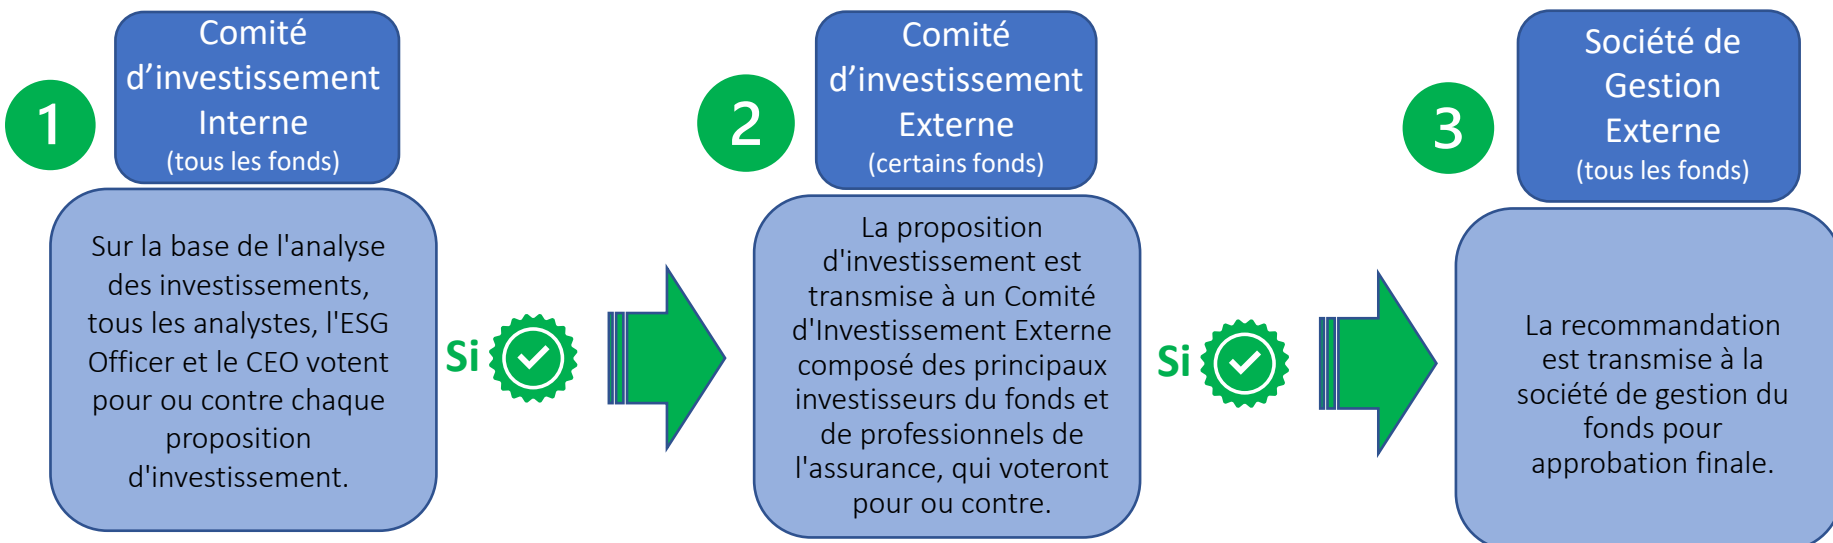 1
Comité
d’investissement
Interne
(tous les fonds)
Sur la base de l'analyse
des investissements,
tous les analystes, l'ESG
Officer et le CEO votent
pour ou contre chaque
proposition
d'investissement.
Si
2
Comité
d’investissement
Externe
(certains fonds)
La proposition
d'investissement est
transmise à un Comité
d'Investissement Externe
composé des principaux
investisseurs du fonds et
de professionnels de
l'assurance, qui voteront
pour ou contre.
Si
3
Société de
Gestion
Externe
(tous les fonds)
La recommandation
est transmise à la
société de gestion du
fonds pour
approbation finale.